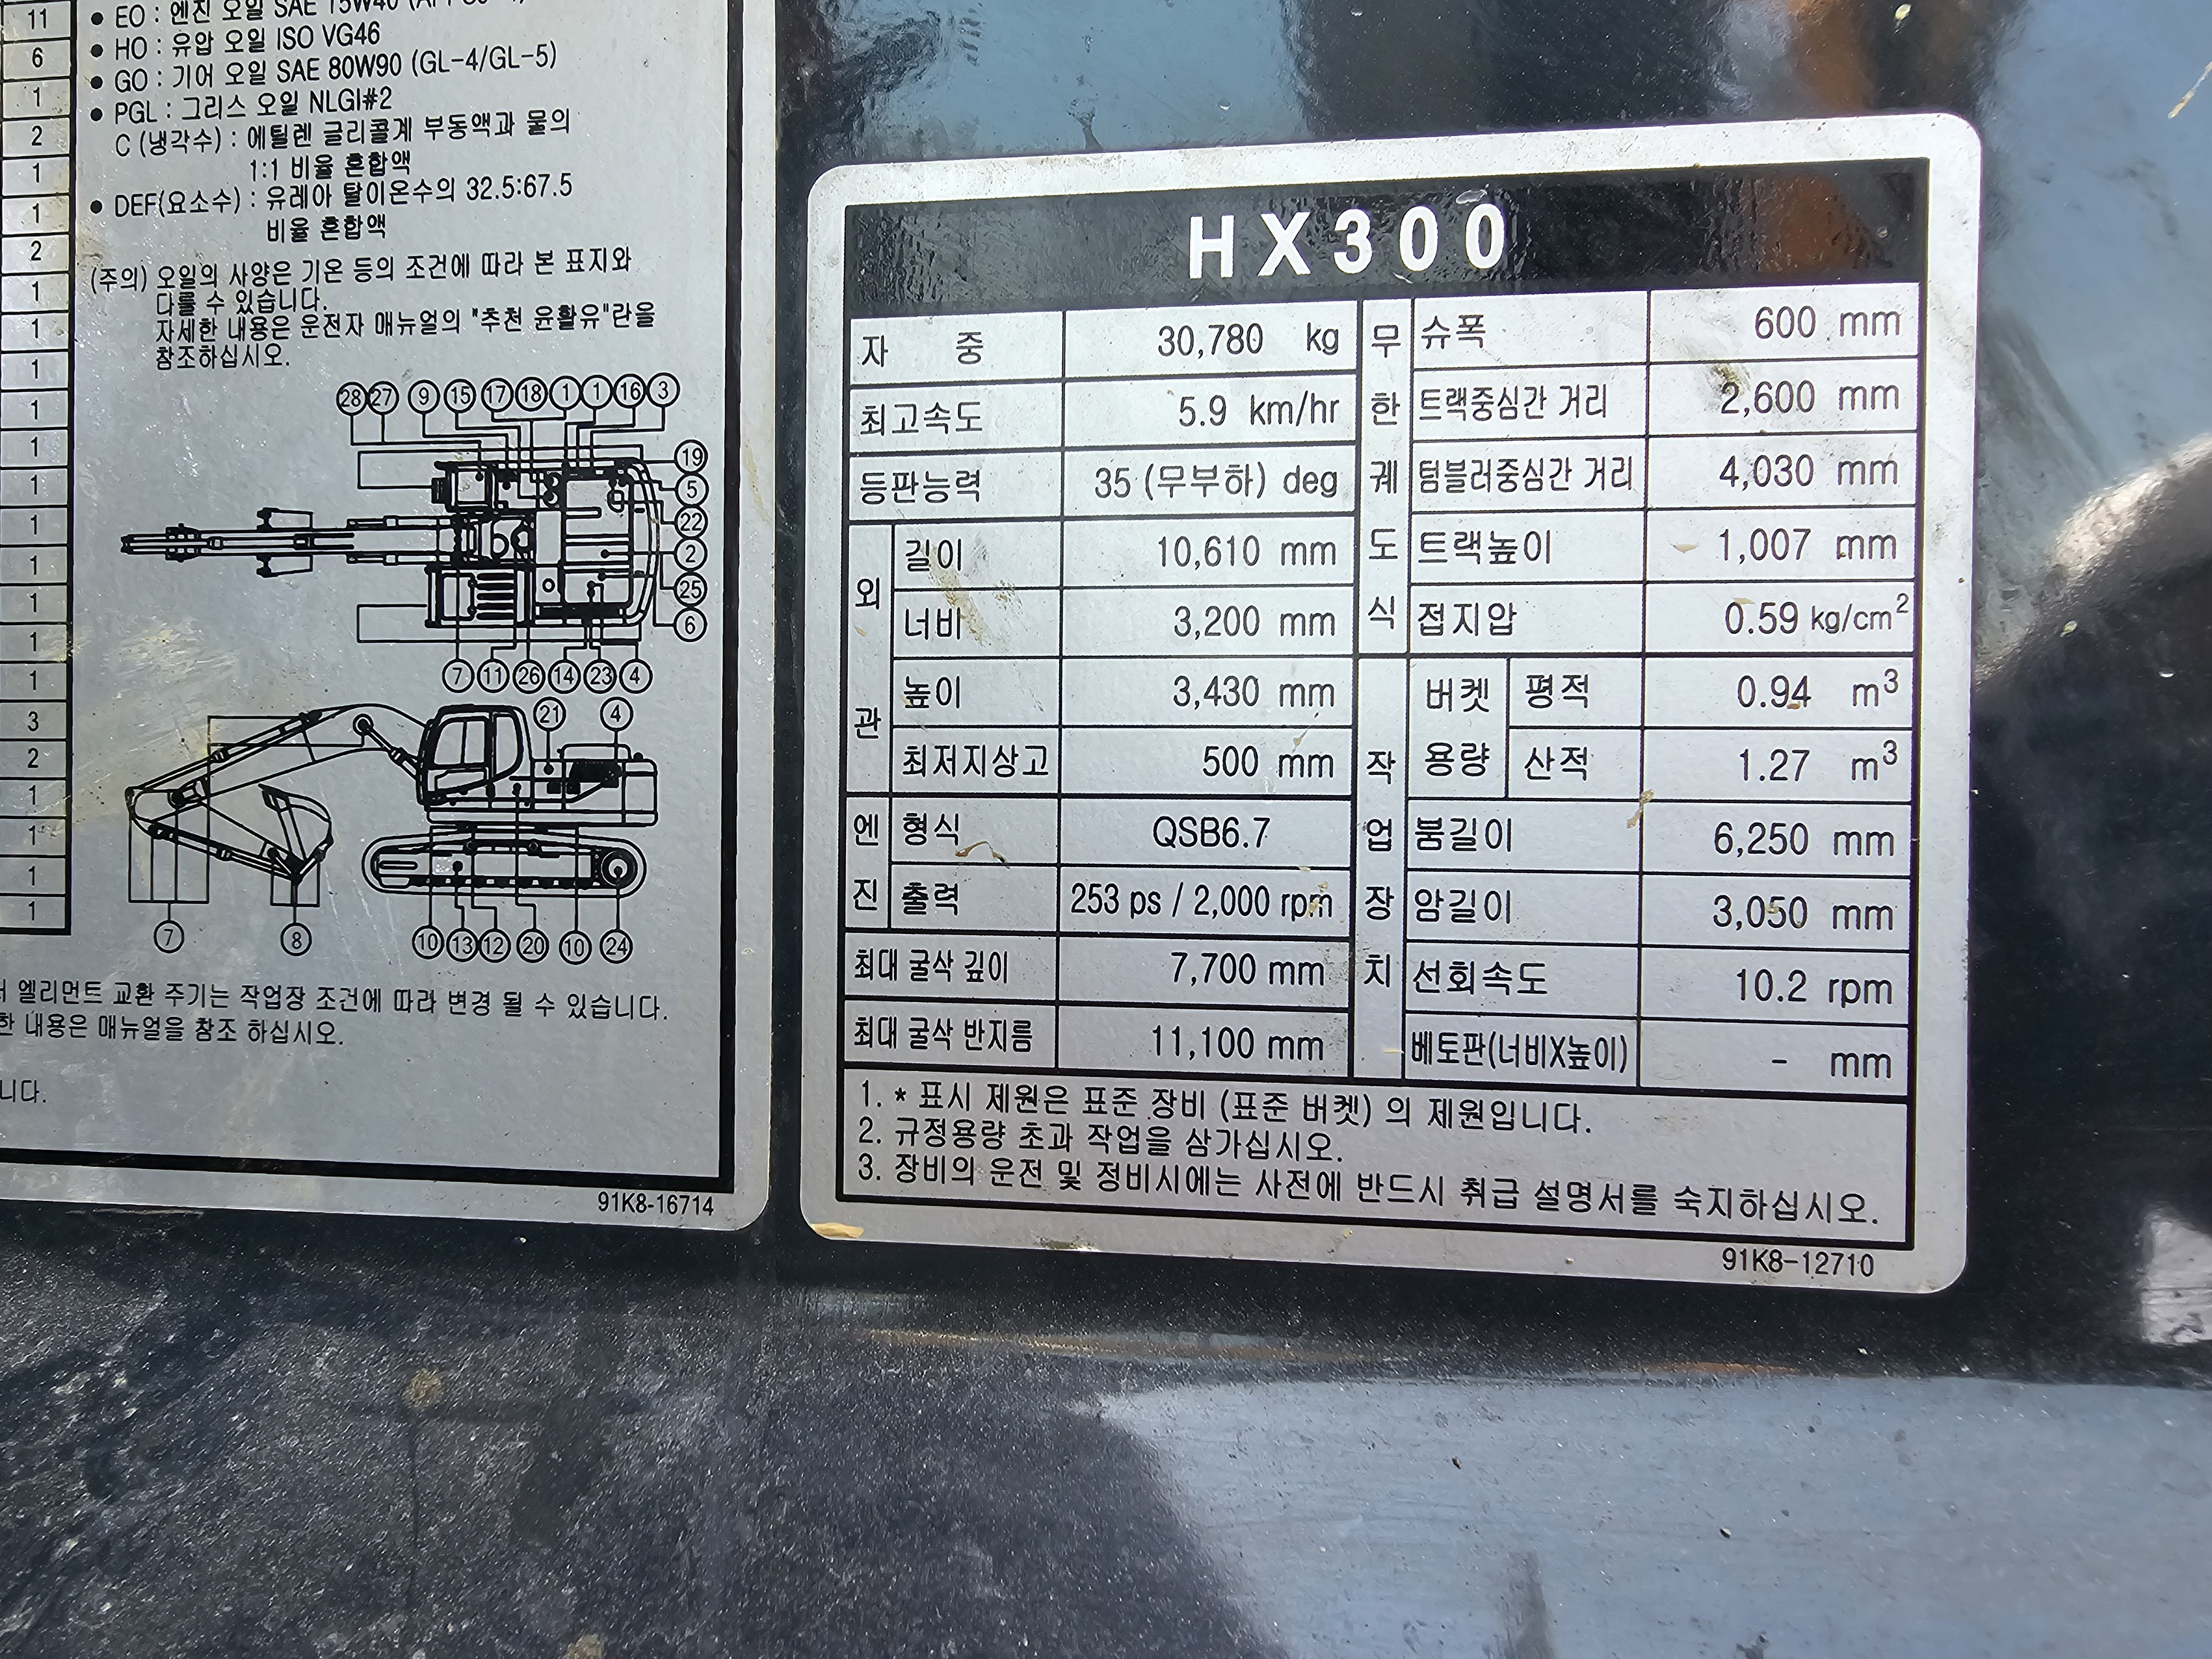 11
6
1
2
1
1
2
1
1
1
1
1
1
1
1
1
1
1
3
2
1
1
1
1
• EO : 엔진 오일 SAE 15W40
• HO : 유압 오일 ISO VG46
• GO : 기어 오일 SAE 80W90 (GL-4/GL-5)
• PGL : 그리스 오일 NLGI#2
C (냉각수) : 에틸렌 글리콜계 부동액과 물의
1:1 비율 혼합액
• DEF(요소수) : 유레아 탈이온수의 32.5:67.5
비율 혼합액
(주의) 오일의 사양은 기온 등의 조건에 따라 본 표지와
다를 수 있습니다.
자세한 내용은 운전자 매뉴얼의 "추천 윤활유"란을
참조하십시오.
28 27 9 15 17 18 1 1 16 3
19
5
22
2
25
6
7 11 26 14 23 4
21 4
7 8 10 13 12 20 10 24
엘리먼트 교환 주기는 작업장 조건에 따라 변경 될 수 있습니다.
한 내용은 매뉴얼을 참조 하십시오.
니다.
91K8-16714
HX300
자 중 30,780 kg
최고속도 5.9 km/hr
등판능력 35 (무부하) deg
외관
길이 10,610 mm
너비 3,200 mm
높이 3,430 mm
최저지상고 500 mm
엔진
형식 QSB6.7
출력 253 ps / 2,000 rpm
최대 굴삭 깊이 7,700 mm
최대 굴삭 반지름 11,100 mm
무한궤도식
슈폭 600 mm
트랙중심간 거리 2,600 mm
텀블러중심간 거리 4,030 mm
트랙높이 1,007 mm
접지압 0.59 kg/cm²
작업장치
버켓 용량 평적 0.94 m³
산적 1.27 m³
붐길이 6,250 mm
암길이 3,050 mm
선회속도 10.2 rpm
베토판(너비X높이) - mm
1. * 표시 제원은 표준 장비 (표준 버켓) 의 제원입니다.
2. 규정용량 초과 작업을 삼가십시오.
3. 장비의 운전 및 정비시에는 사전에 반드시 취급 설명서를 숙지하십시오.
91K8-12710